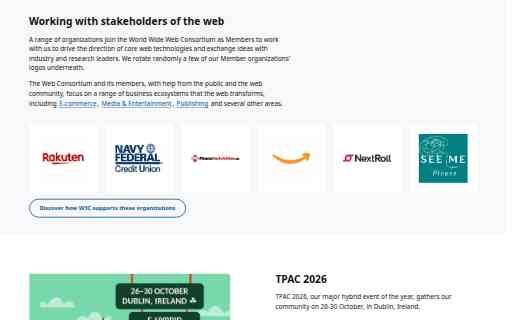 Working with stakeholders of the web
A range of organizations join the World Wide Web Consortium as Members to work
with us to drive the direction of core web technologies and exchange ideas with
industry and research leaders. We rotate randomly a few of our Member organizations'
logos underneath.
The Web Consortium and its members, with help from the public and the web
community, focus on a range of business ecosystems that the web transforms,
including E-commerce, Media & Entertainment, Publishing and several other areas.
Rakuten
NAVY
FEDERAL
Credit Union
NextRoll
SEE ME
Please
Discover how W3C supports these organizations
26-30 OCTOBER
DUBLIN, IRELAND
TPAC 2026
TPAC 2026, our major hybrid event of the year, gathers our
community on 26-30 October, in Dublin, Ireland.